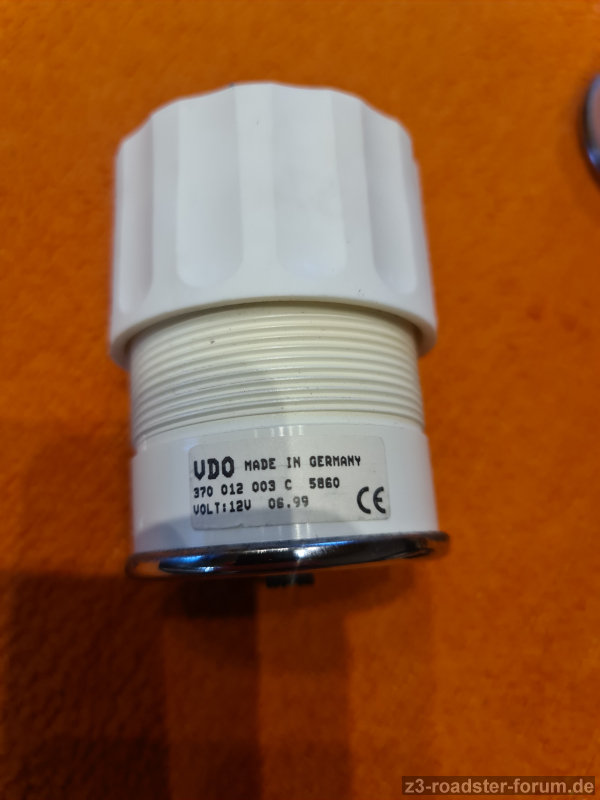 VDO MADE IN GERMANY
370 012 003 C 5860
VOLT:12V 06.99 CE
z3-roadster-forum.de